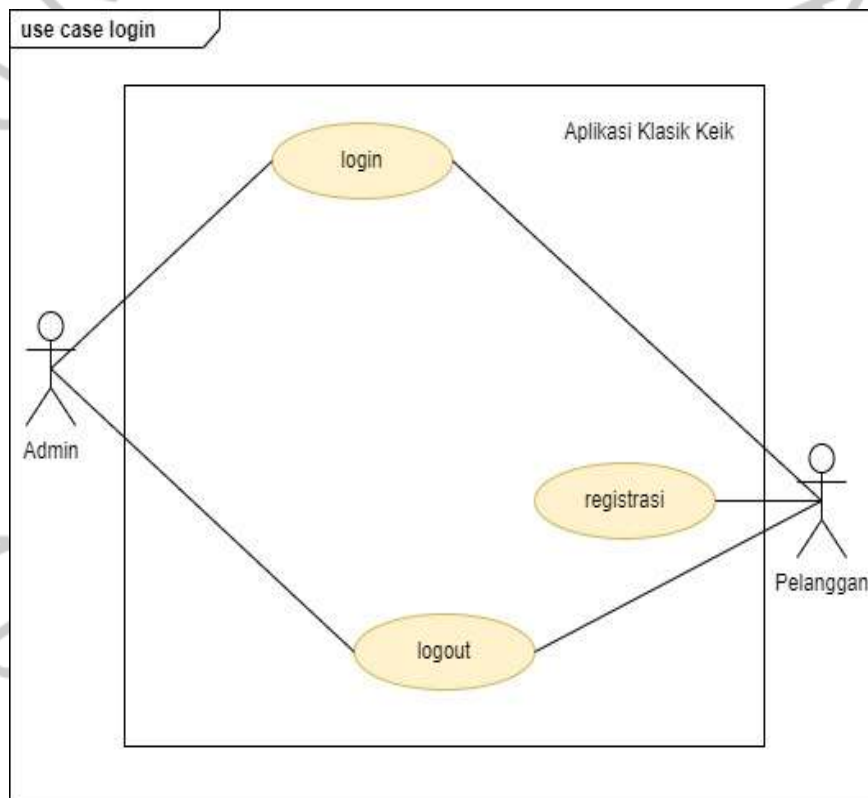 use case login
Aplikasi Klasik Keik
login
Admin
registrasi
Pelanggan
logout